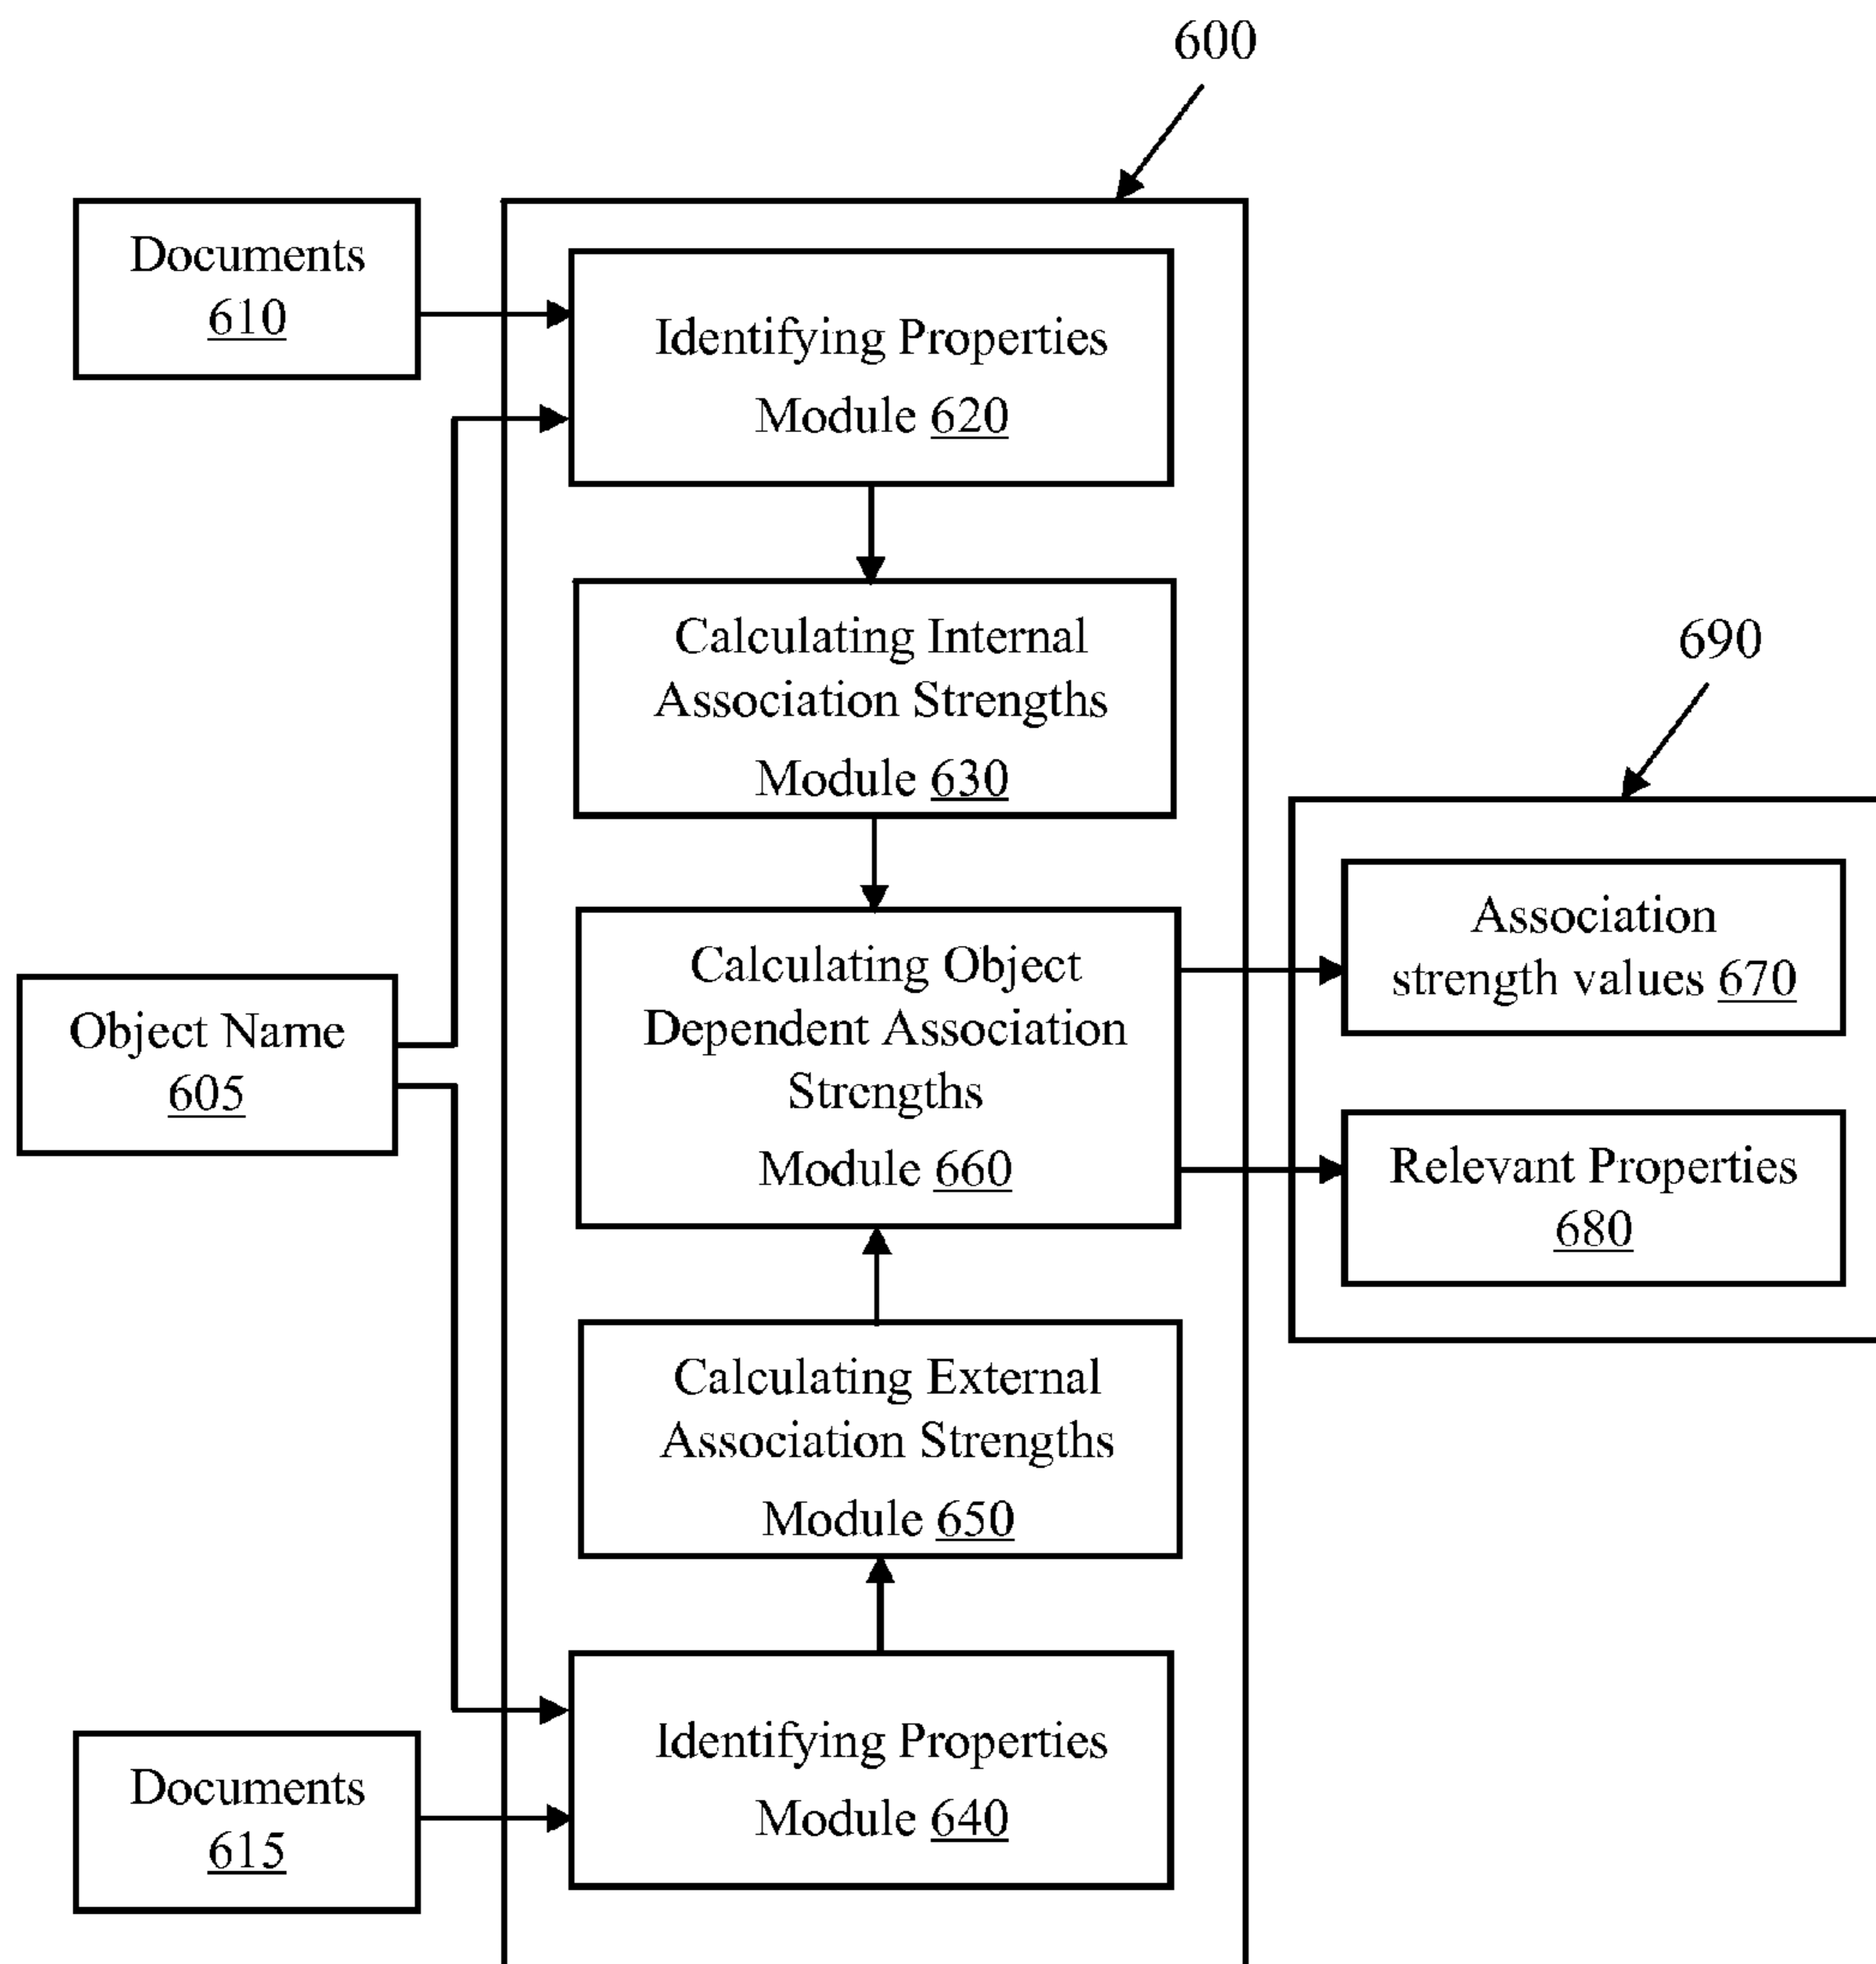 600
Documents
610
Identifying Properties
Module 620
Calculating Internal
Association Strengths
Module 630
690
Object Name
605
Calculating Object
Dependent Association
Strengths
Module 660
Association
strength values 670
Relevant Properties
680
Calculating External
Association Strengths
Module 650
Identifying Properties
Module 640
Documents
615